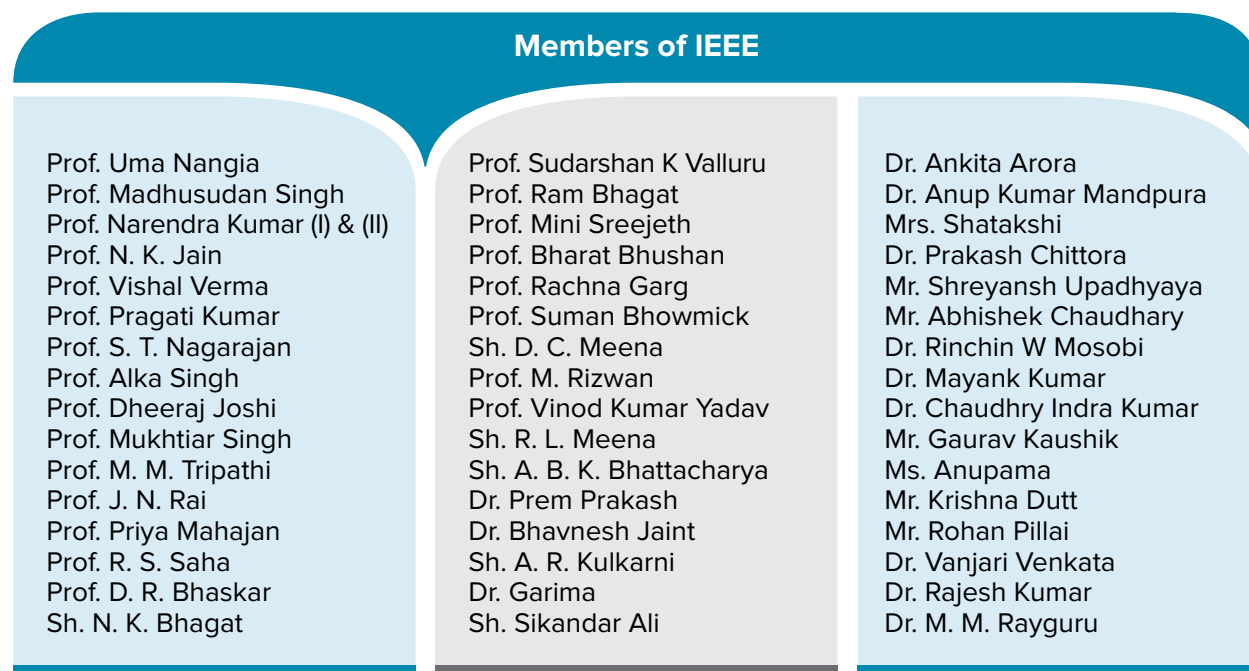 Members of IEEE
Prof. Uma Nangia
Prof. Madhusudan Singh
Prof. Narendra Kumar (I) & (II)
Prof. N. K. Jain
Prof. Vishal Verma
Prof. Pragati Kumar
Prof. S. T. Nagarajan
Prof. Alka Singh
Prof. Dheeraj Joshi
Prof. Mukhtiar Singh
Prof. M. M. Tripathi
Prof. J. N. Rai
Prof. Priya Mahajan
Prof. R. S. Saha
Prof. D. R. Bhaskar
Sh. N. K. Bhagat
Prof. Sudarshan K Valluru
Prof. Ram Bhagat
Prof. Mini Sreejeth
Prof. Bharat Bhushan
Prof. Rachna Garg
Prof. Suman Bhowmick
Sh. D. C. Meena
Prof. M. Rizwan
Prof. Vinod Kumar Yadav
Sh. R. L. Meena
Sh. A. B. K. Bhattacharya
Dr. Prem Prakash
Dr. Bhavnesh Jaint
Sh. A. R. Kulkarni
Dr. Garima
Sh. Sikandar Ali
Dr. Ankita Arora
Dr. Anup Kumar Mandpura
Mrs. Shatakshi
Dr. Prakash Chittora
Mr. Shreyansh Upadhyaya
Mr. Abhishek Chaudhary
Dr. Rinchin W Mosobi
Dr. Mayank Kumar
Dr. Chaudhry Indra Kumar
Mr. Gaurav Kaushik
Ms. Anupama
Mr. Krishna Dutt
Mr. Rohan Pillai
Dr. Vanjari Venkata
Dr. Rajesh Kumar
Dr. M. M. Rayguru